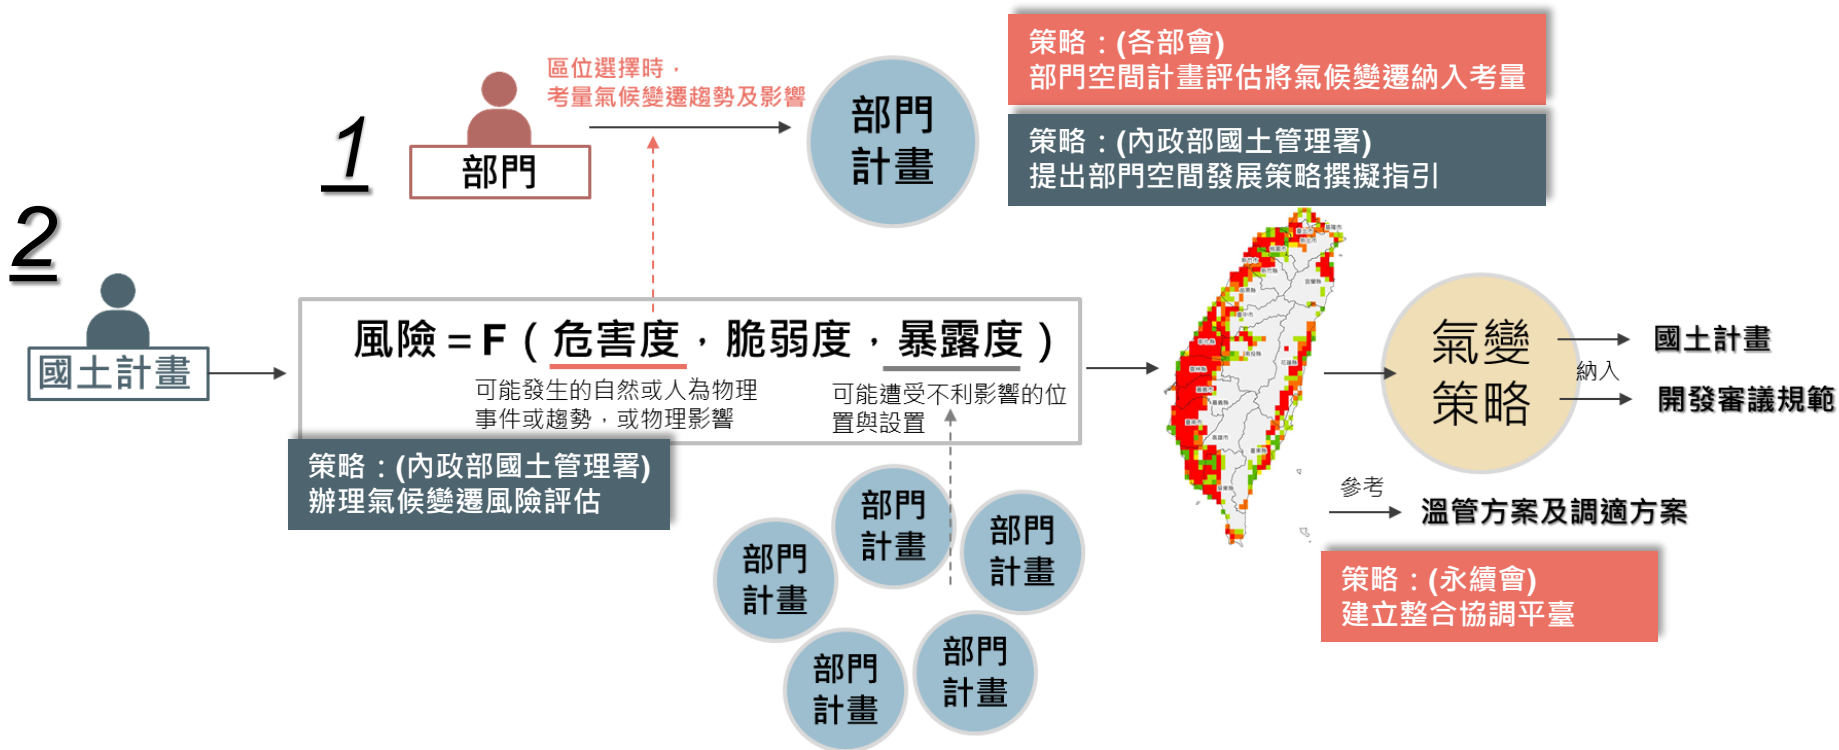 1
部門
區位選擇時，
考量氣候變遷趨勢及影響
部門
計畫
策略：(各部會)
部門空間計畫評估將氣候變遷納入考量
策略：(內政部國土管理署)
提出部門空間發展策略撰擬指引
2
國土計畫
風險 = F ( 危害度，脆弱度，暴露度 )
可能發生的自然或人為物理
事件或趨勢，或物理影響
可能遭受不利影響的位
置與設置
策略：(內政部國土管理署)
辦理氣候變遷風險評估
部門
計畫
部門
計畫
部門
計畫
部門
計畫
部門
計畫
氣變
策略
國土計畫
納入
開發審議規範
參考
溫管方案及調適方案
策略：(永續會)
建立整合協調平臺